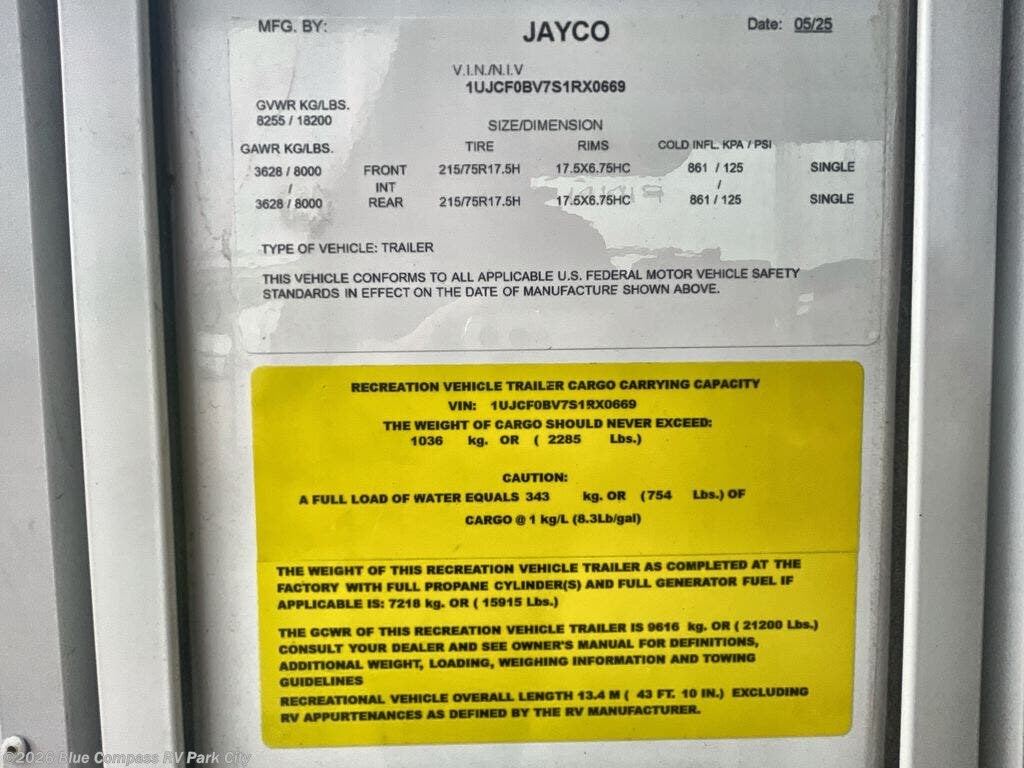 MFG. BY: JAYCO Date: 05/25
V.I.N./N.I.V
1UJCF0BV7S1RX0669
GVWR KG/LBS.
8255 / 18200
SIZE/DIMENSION
GAWR KG/LBS. TIRE RIMS COLD INFL. KPA / PSI
3628 / 8000 FRONT 215/75R17.5H 17.5X6.75HC 861 / 125 SINGLE
/ INT /
3628 / 8000 REAR 215/75R17.5H 17.5X6.75HC 861 / 125 SINGLE
TYPE OF VEHICLE: TRAILER
THIS VEHICLE CONFORMS TO ALL APPLICABLE U.S. FEDERAL MOTOR VEHICLE SAFETY
STANDARDS IN EFFECT ON THE DATE OF MANUFACTURE SHOWN ABOVE.
RECREATION VEHICLE TRAILER CARGO CARRYING CAPACITY
VIN: 1UJCF0BV7S1RX0669
THE WEIGHT OF CARGO SHOULD NEVER EXCEED:
1036 kg. OR ( 2285 Lbs.)
CAUTION:
A FULL LOAD OF WATER EQUALS 343 kg. OR (754 Lbs.) OF
CARGO @ 1 kg/L (8.3Lb/gal)
THE WEIGHT OF THIS RECREATION VEHICLE TRAILER AS COMPLETED AT THE
FACTORY WITH FULL PROPANE CYLINDER(S) AND FULL GENERATOR FUEL IF
APPLICABLE IS: 7218 kg. OR ( 15915 Lbs.)
THE GCWR OF THIS RECREATION VEHICLE TRAILER IS 9616 kg. OR ( 21200 Lbs.)
CONSULT YOUR DEALER AND SEE OWNER'S MANUAL FOR DEFINITIONS,
ADDITIONAL WEIGHT, LOADING, WEIGHING INFORMATION AND TOWING
GUIDELINES
RECREATIONAL VEHICLE OVERALL LENGTH 13.4 M ( 43 FT. 10 IN.) EXCLUDING
RV APPURTENANCES AS DEFINED BY THE RV MANUFACTURER.
©2026 Blue Compass RV Park City